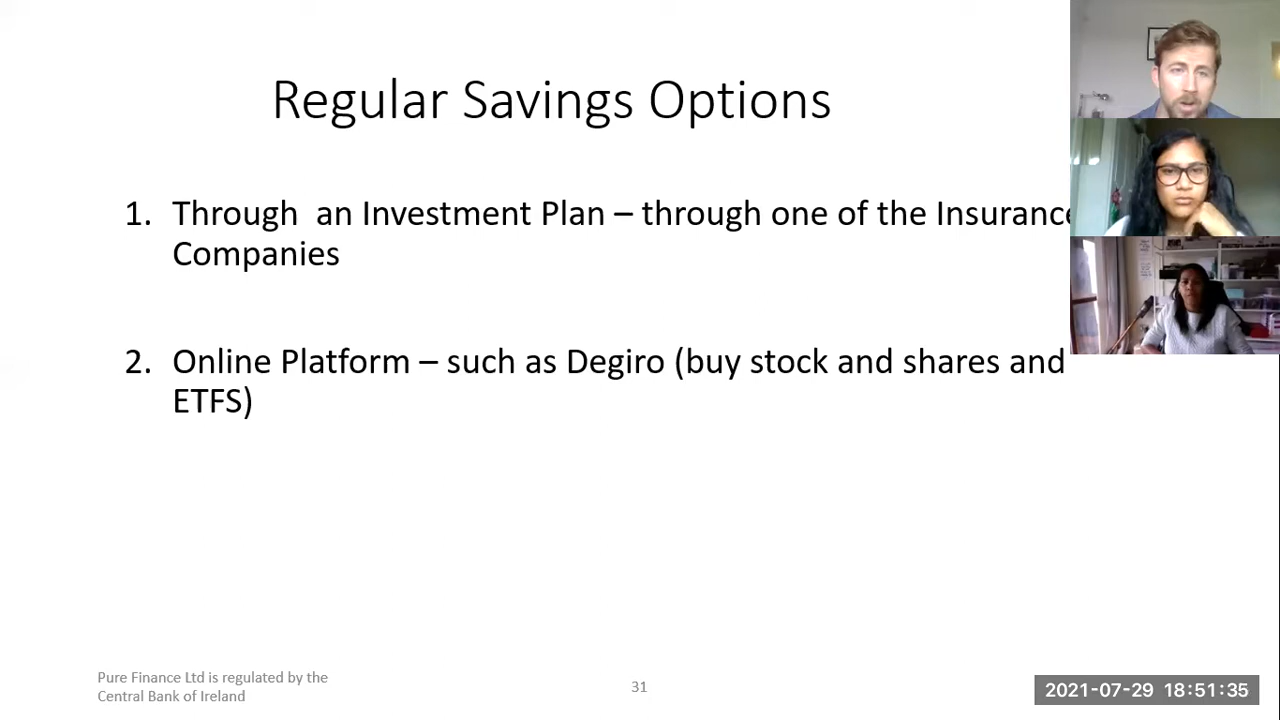 Regular Savings Options
1. Through an Investment Plan – through one of the Insurance
Companies
2. Online Platform – such as Degiro (buy stock and shares and
ETFS)
Pure Finance Ltd is regulated by the
Central Bank of Ireland
31
2021-07-29 18:51:35